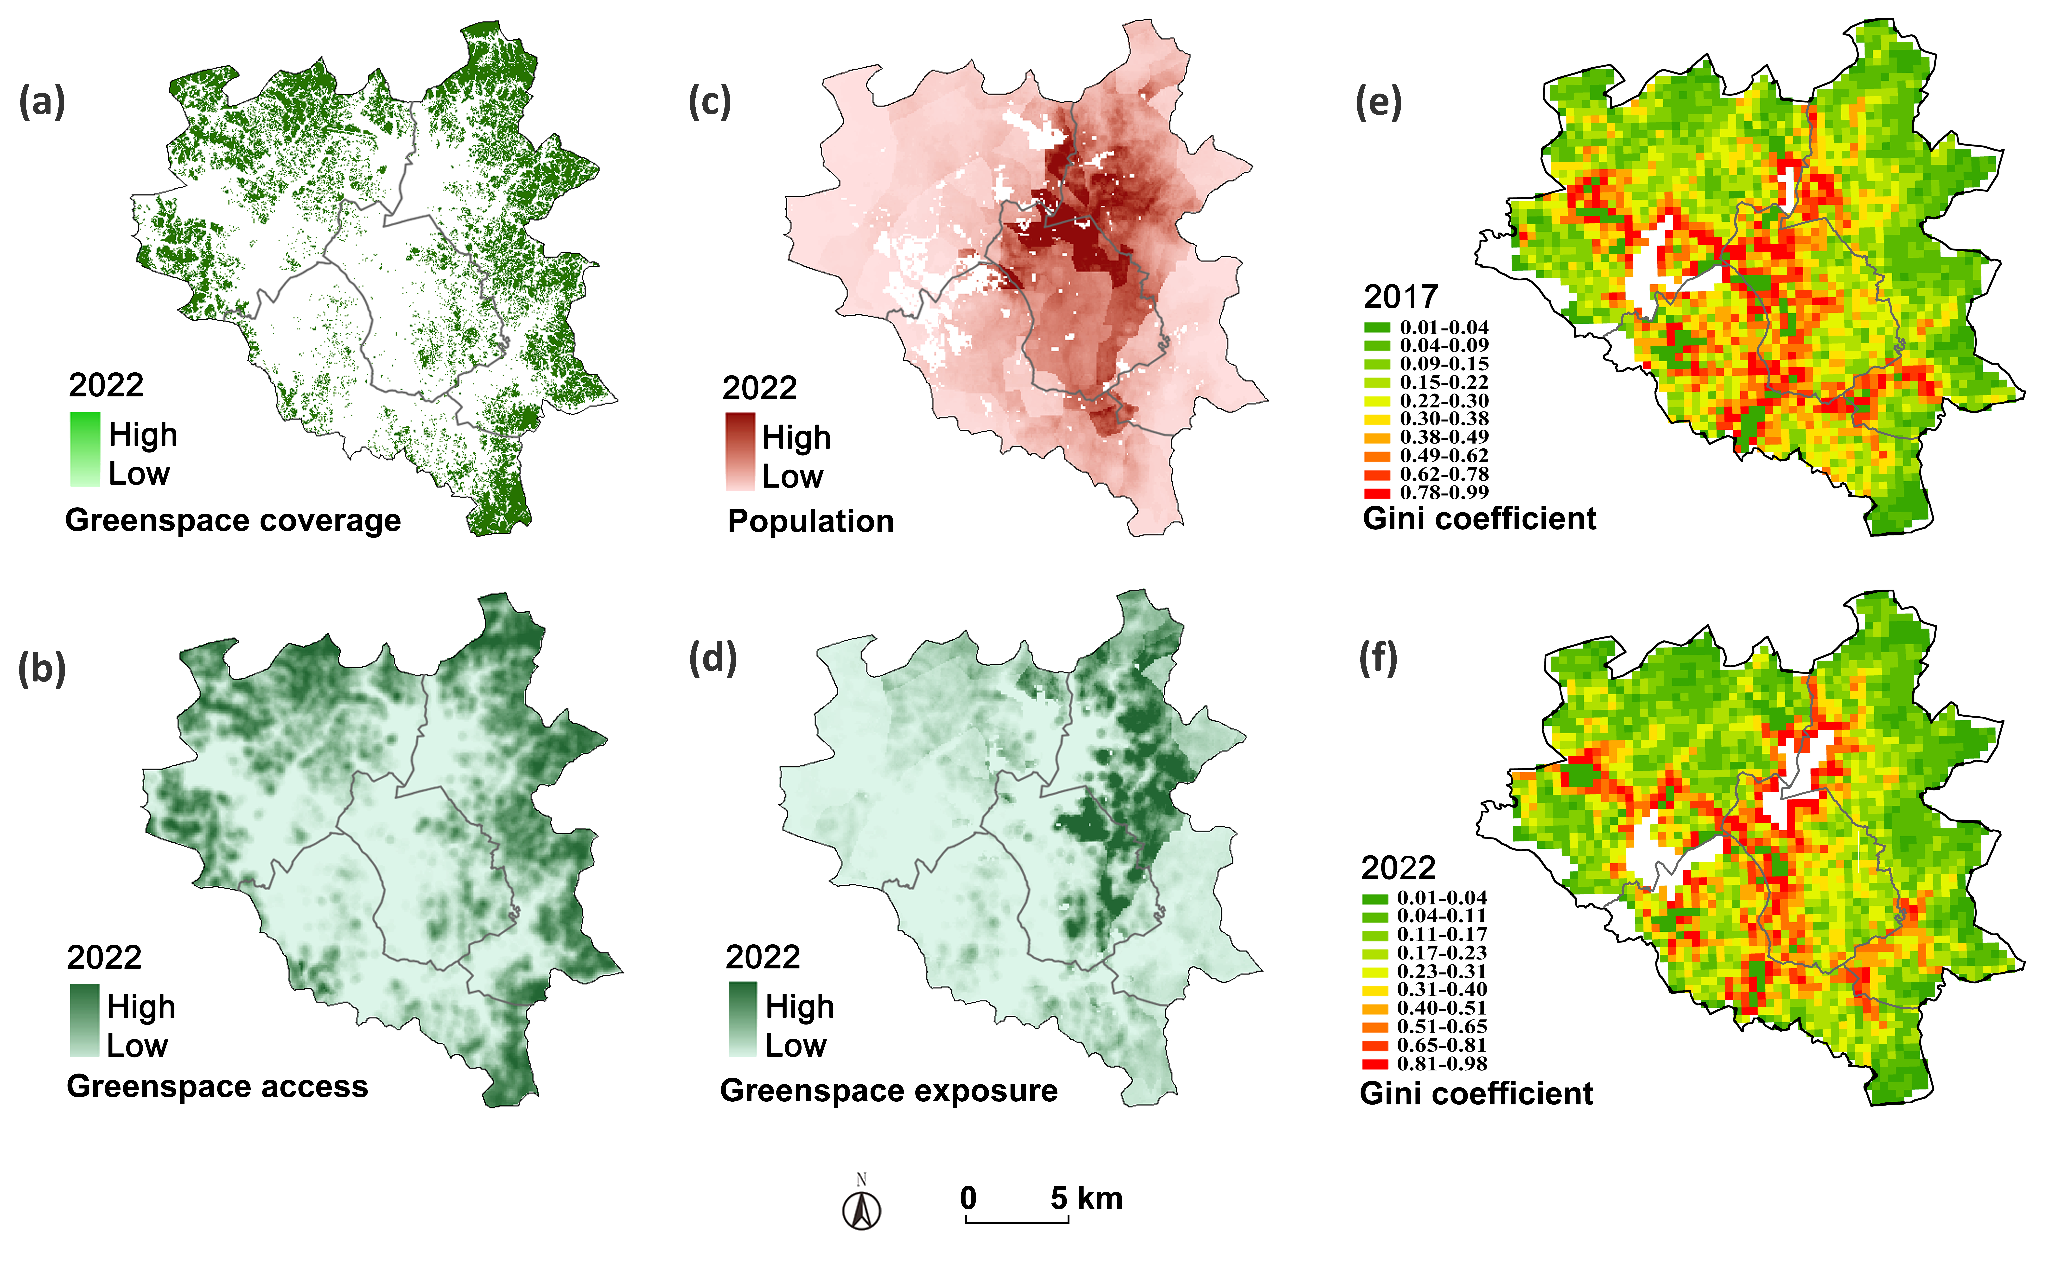 (a)
2022
High
Low
Greenspace coverage
(c)
2022
High
Low
Population
(e)
2017
0.01-0.04
0.04-0.09
0.09-0.15
0.15-0.22
0.22-0.30
0.30-0.38
0.38-0.49
0.49-0.62
0.62-0.78
0.78-0.99
Gini coefficient
(b)
2022
High
Low
Greenspace access
(d)
2022
High
Low
Greenspace exposure
(f)
2022
0.01-0.04
0.04-0.11
0.11-0.17
0.17-0.23
0.23-0.31
0.31-0.40
0.40-0.51
0.51-0.65
0.65-0.81
0.81-0.98
Gini coefficient
N
0 5 km